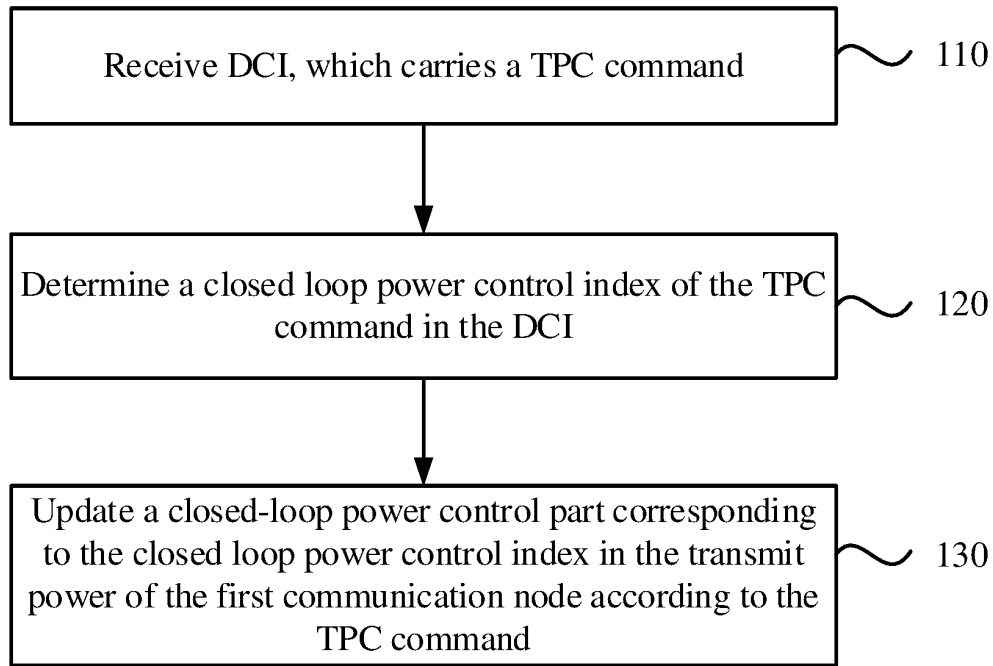 Receive DCI, which carries a TPC command
110
Determine a closed loop power control index of the TPC
command in the DCI
120
Update a closed-loop power control part corresponding
to the closed loop power control index in the transmit
power of the first communication node according to the
TPC command
130